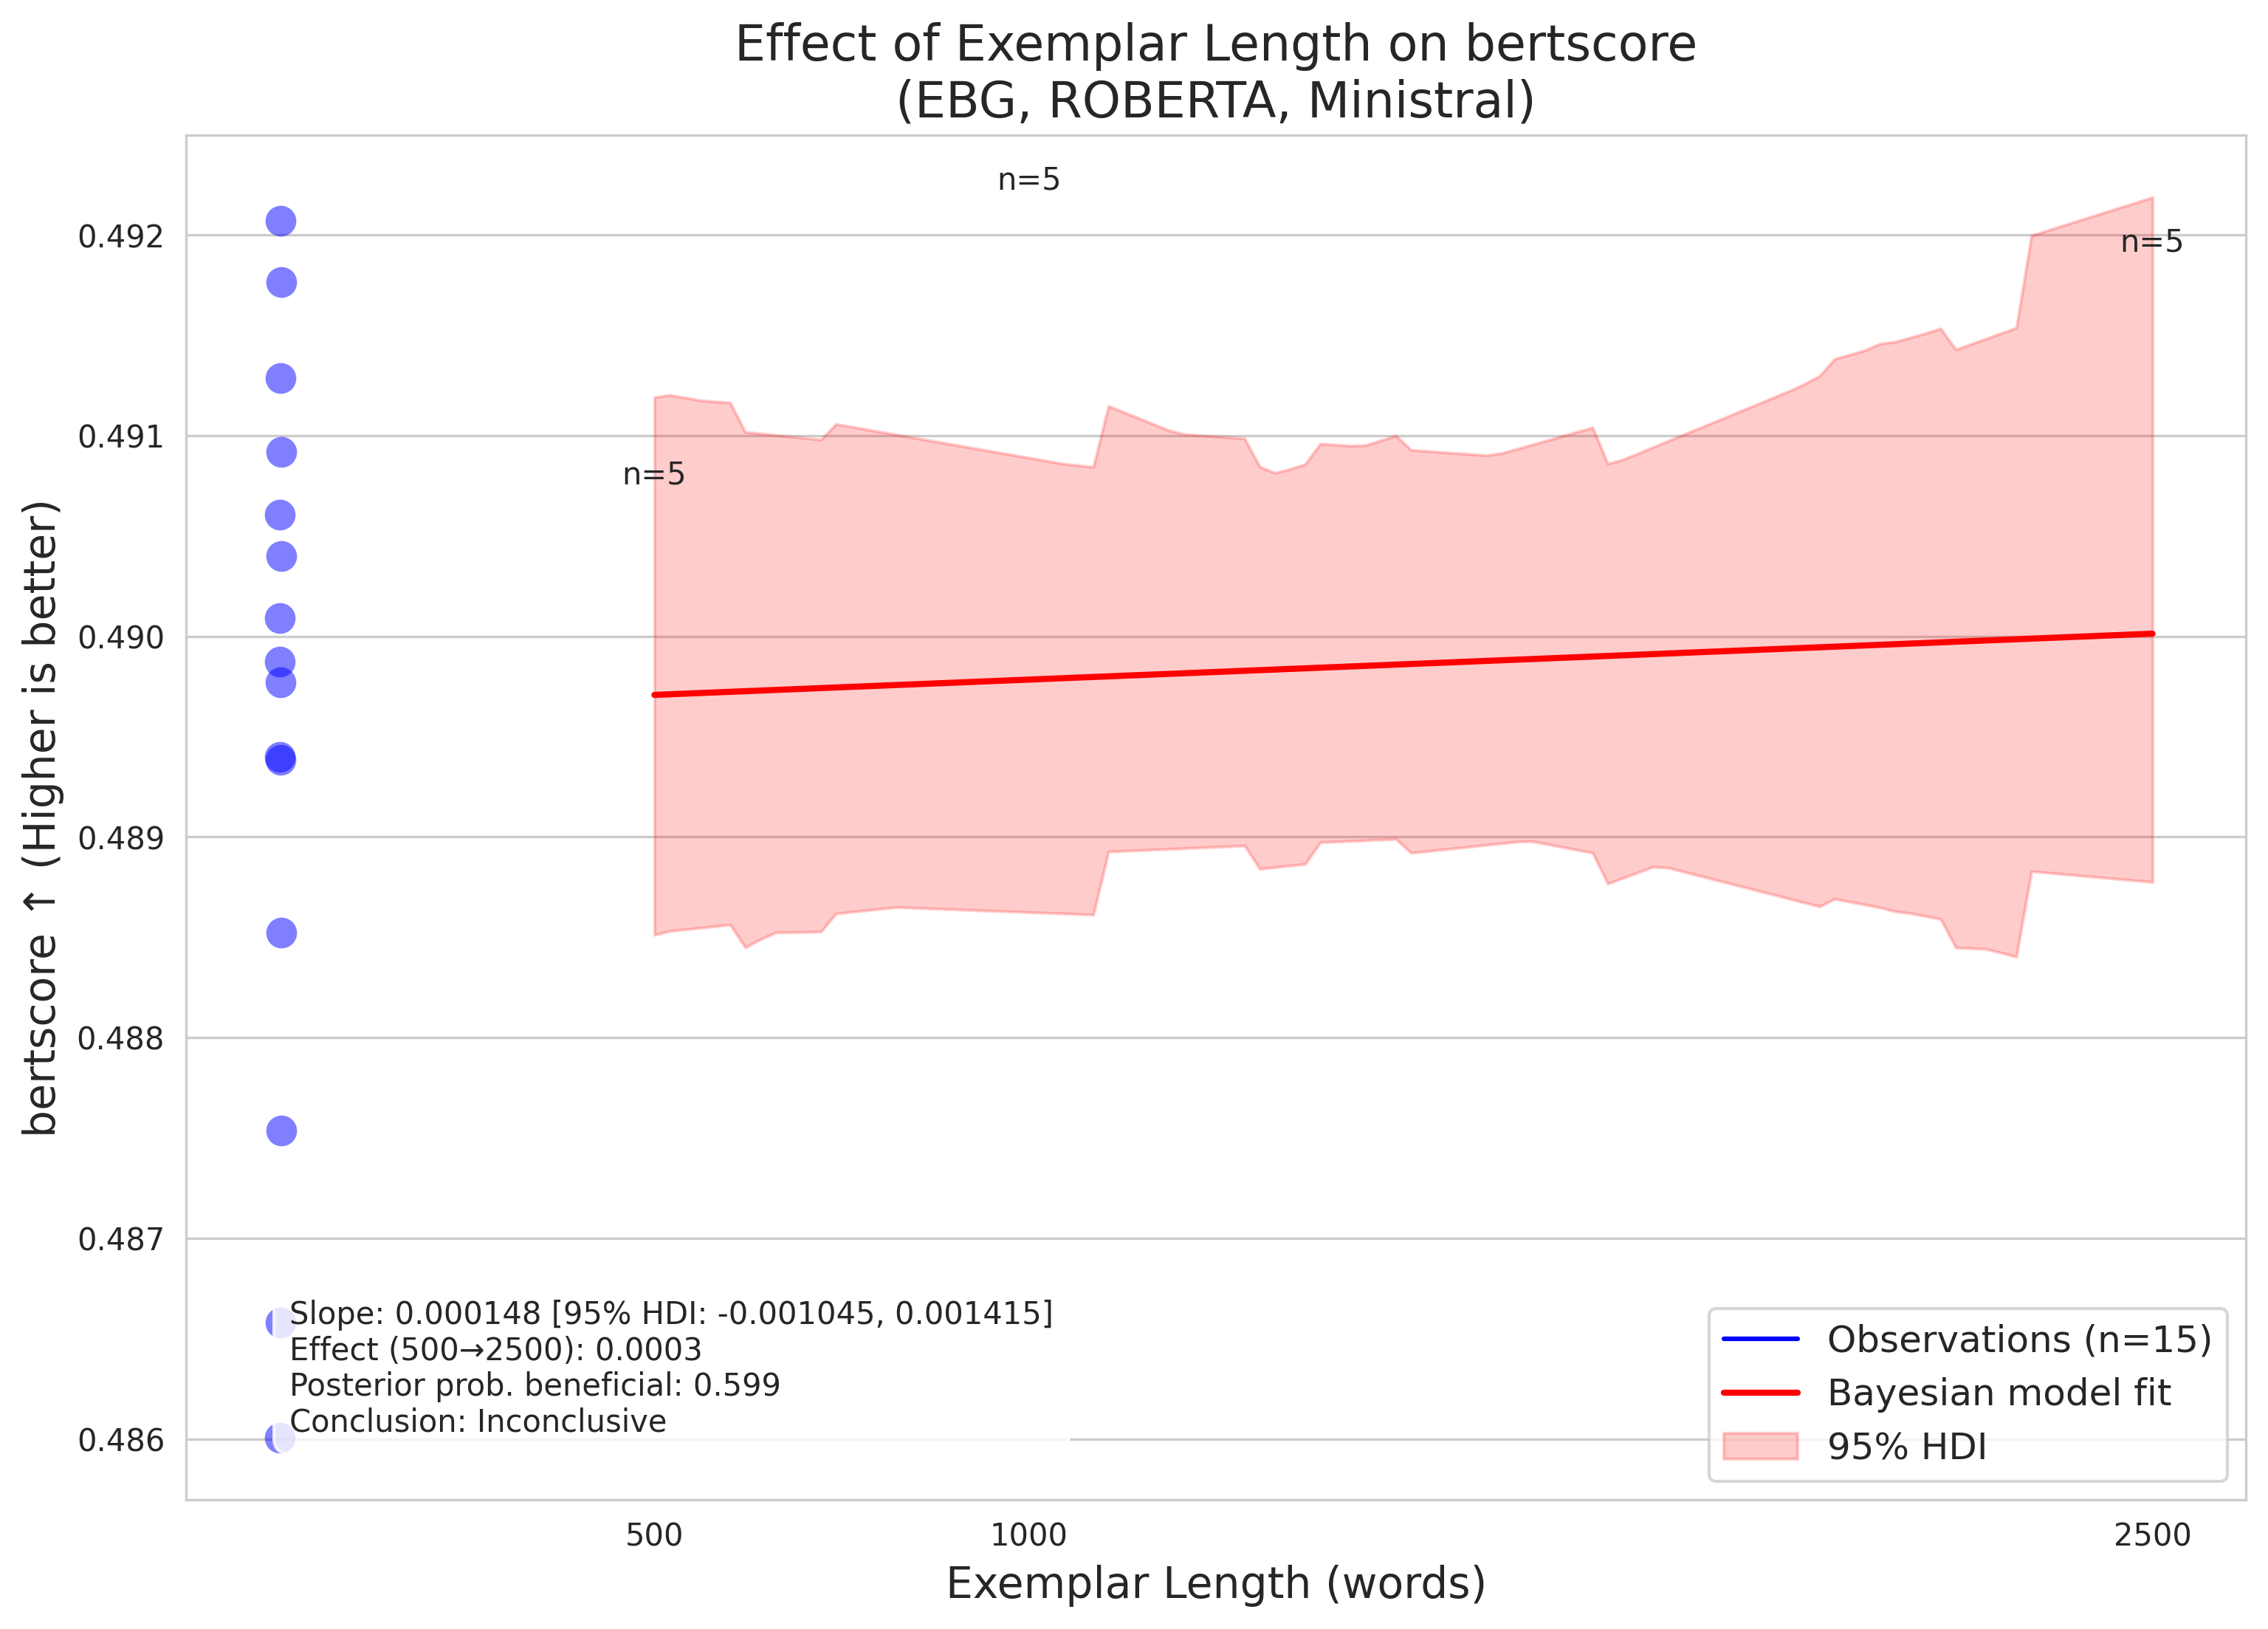 Effect of Exemplar Length on bertscore
(EBG, ROBERTA, Ministral)
bertscore ↑ (Higher is better)
0.492
0.491
0.490
0.489
0.488
0.487
0.486
n=5
n=5
n=5
Slope: 0.000148 [95% HDI: -0.001045, 0.001415]
Effect (500→2500): 0.0003
Posterior prob. beneficial: 0.599
Conclusion: Inconclusive
Observations (n=15)
Bayesian model fit
95% HDI
500
1000
2500
Exemplar Length (words)